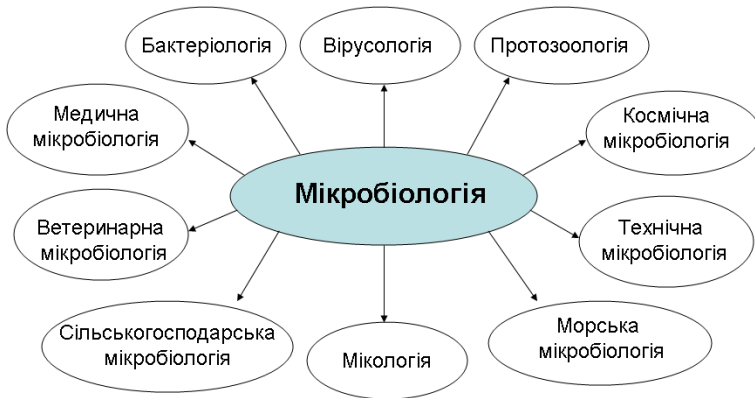 Бактеріологія
Вірусологія
Протозоологія
Медична
мікробіологія
Космічна
мікробіологія
Мікробіологія
Ветеринарна
мікробіологія
Технічна
мікробіологія
Сільськогосподарська
мікробіологія
Мікологія
Морська
мікробіологія